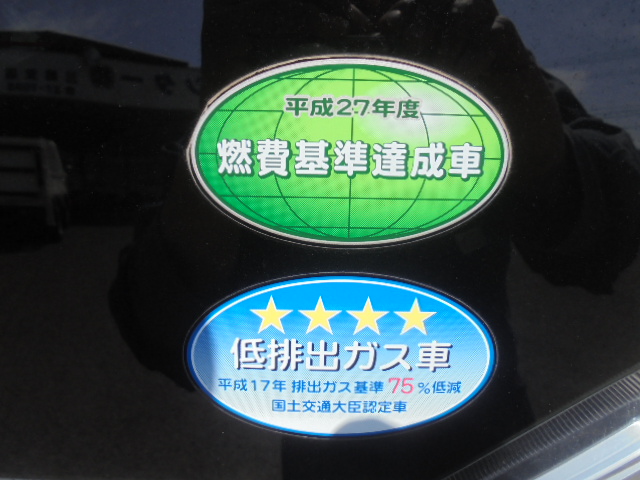 平成27年度
燃費基準達成車
低排出ガス車
平成17年 排出ガス基準 75%低減
国土交通大臣認定車